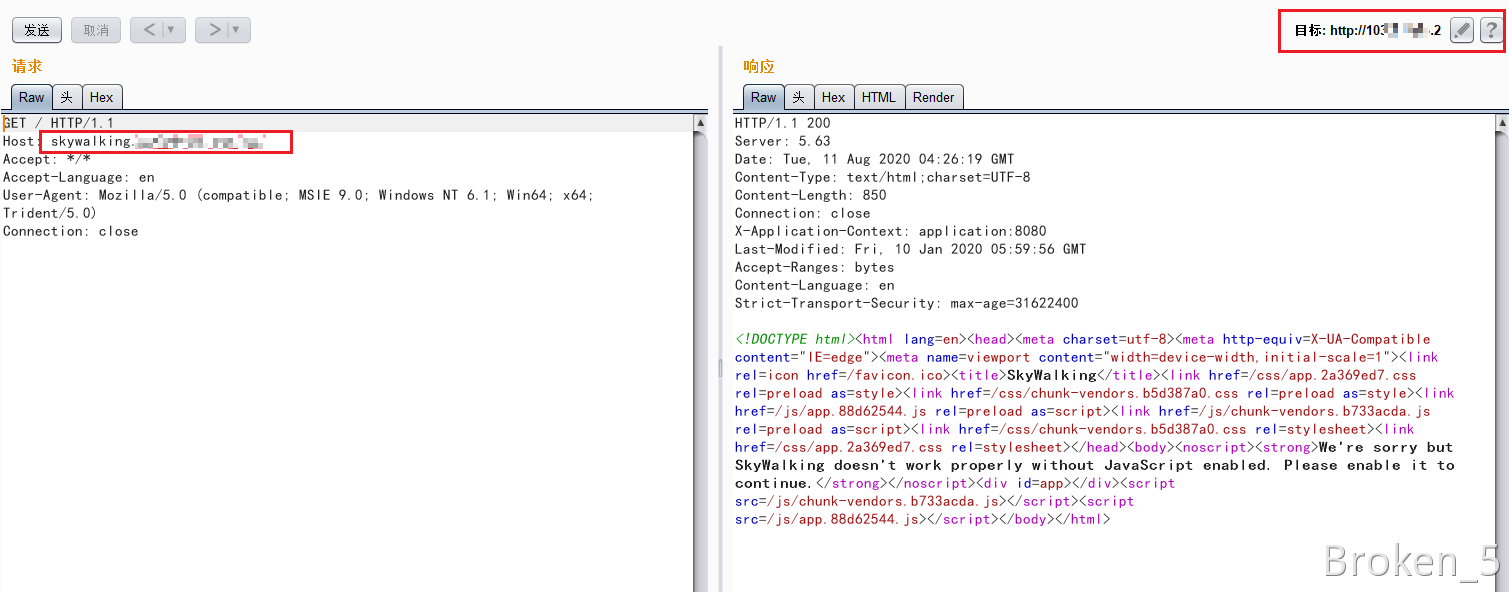 发送 取消 < ▼ > ▼
目标: http://103 .2 ?
请求
Raw 头 Hex
GET / HTTP/1.1
Host: skywalking.
Accept: */*
Accept-Language: en
User-Agent: Mozilla/5.0 (compatible; MSIE 9.0; Windows NT 6.1; Win64; x64;
Trident/5.0)
Connection: close
响应
Raw 头 Hex HTML Render
HTTP/1.1 200
Server: 5.63
Date: Tue, 11 Aug 2020 04:26:19 GMT
Content-Type: text/html;charset=UTF-8
Content-Length: 850
Connection: close
X-Application-Context: application:8080
Last-Modified: Fri, 10 Jan 2020 05:59:56 GMT
Accept-Ranges: bytes
Content-Language: en
Strict-Transport-Security: max-age=31622400
<!DOCTYPE html><html lang=en><head><meta charset=utf-8><meta http-equiv=X-UA-Compatible
content="IE=edge"><meta name=viewport content="width=device-width,initial-scale=1"><link
rel=icon href=/favicon.ico><title>SkyWalking</title><link href=/css/app.2a369ed7.css
rel=preload as=style><link href=/css/chunk-vendors.b5d387a0.css rel=preload as=style><link
href=/js/app.88d62544.js rel=preload as=script><link href=/js/chunk-vendors.b733acda.js
rel=preload as=script><link href=/css/chunk-vendors.b5d387a0.css rel=stylesheet><link
href=/css/app.2a369ed7.css rel=stylesheet></head><body><noscript><strong>We're sorry but
SkyWalking doesn't work properly without JavaScript enabled. Please enable it to
continue.</strong></noscript><div id=app></div><script
src=/js/chunk-vendors.b733acda.js></script><script
src=/js/app.88d62544.js></script></body></html>
Broken_5